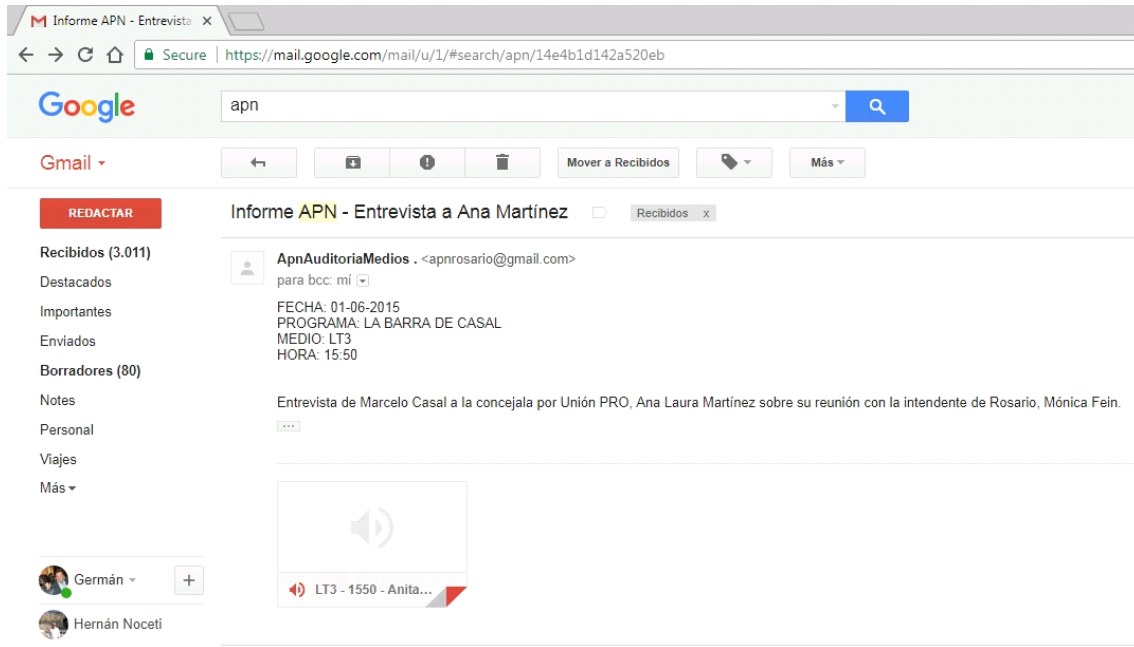 Informe APN - Entrevista
Secure https://mail.google.com/mail/u/1/#search/apn/14e4b1d142a520eb
Google
apn
Gmail
Mover a Recibidos
Más
REDACTAR
Informe APN - Entrevista a Ana Martínez
Recibidos x
Recibidos (3.011)
ApnAuditoriaMedios . <apnrosario@gmail.com>
Destacados
para bcc: mí
Importantes
FECHA: 01-06-2015
PROGRAMA: LA BARRA DE CASAL
Enviados
MEDIO: LT3
HORA: 15:50
Borradores (80)
Notes
Entrevista de Marcelo Casal a la concejala por Unión PRO, Ana Laura Martínez sobre su reunión con la intendente de Rosario, Mónica Fein.
Personal
Viajes
Más
Germán
LT3 - 1550 - Anita...
Hernán Noceti